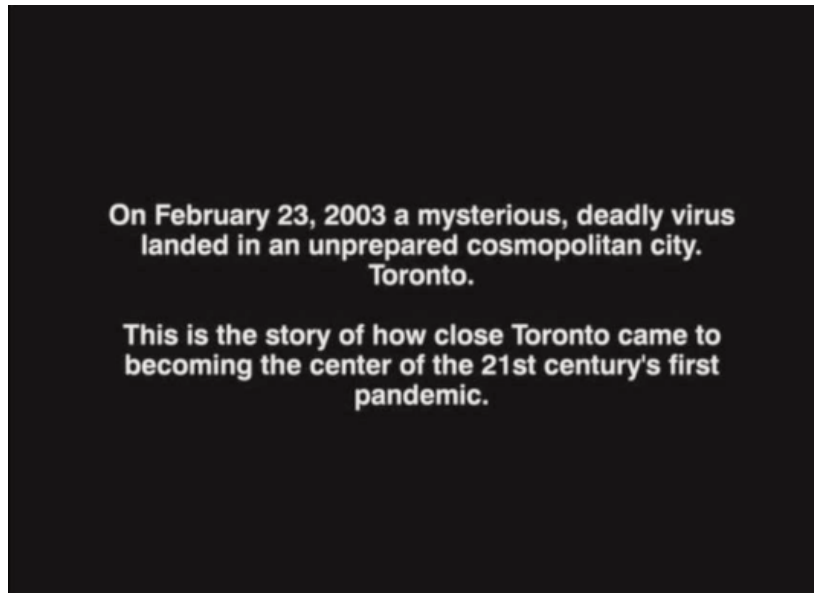 On February 23, 2003 a mysterious, deadly virus
landed in an unprepared cosmopolitan city.
Toronto.
This is the story of how close Toronto came to
becoming the center of the 21st century's first
pandemic.